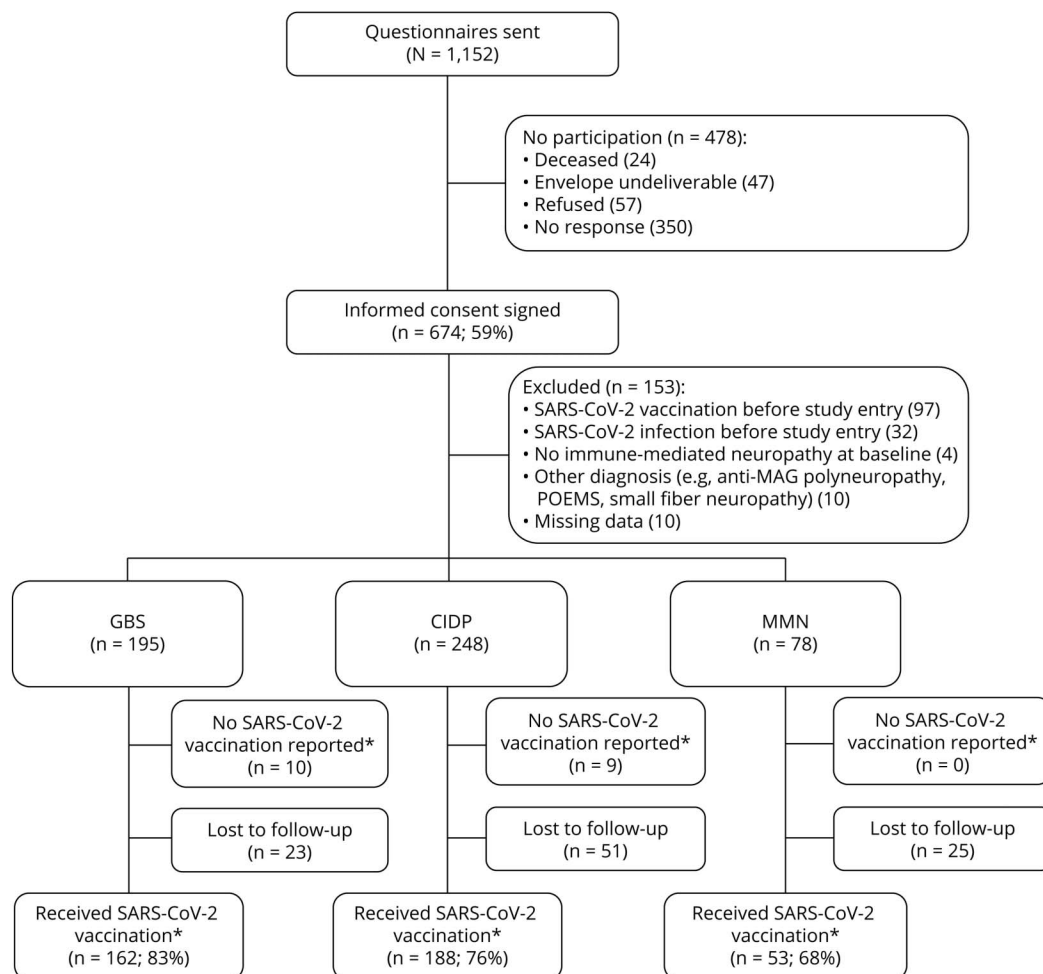 Questionnaires sent
(N = 1,152)
No participation (n = 478):
• Deceased (24)
• Envelope undeliverable (47)
• Refused (57)
• No response (350)
Informed consent signed
(n = 674; 59%)
Excluded (n = 153):
• SARS-CoV-2 vaccination before study entry (97)
• SARS-CoV-2 infection before study entry (32)
• No immune-mediated neuropathy at baseline (4)
• Other diagnosis (e.g, anti-MAG polyneuropathy,
POEMS, small fiber neuropathy) (10)
• Missing data (10)
GBS
(n = 195)
CIDP
(n = 248)
MMN
(n = 78)
No SARS-CoV-2
vaccination reported*
(n = 10)
No SARS-CoV-2
vaccination reported*
(n = 9)
No SARS-CoV-2
vaccination reported*
(n = 0)
Lost to follow-up
(n = 23)
Lost to follow-up
(n = 51)
Lost to follow-up
(n = 25)
Received SARS-CoV-2
vaccination*
(n = 162; 83%)
Received SARS-CoV-2
vaccination*
(n = 188; 76%)
Received SARS-CoV-2
vaccination*
(n = 53; 68%)